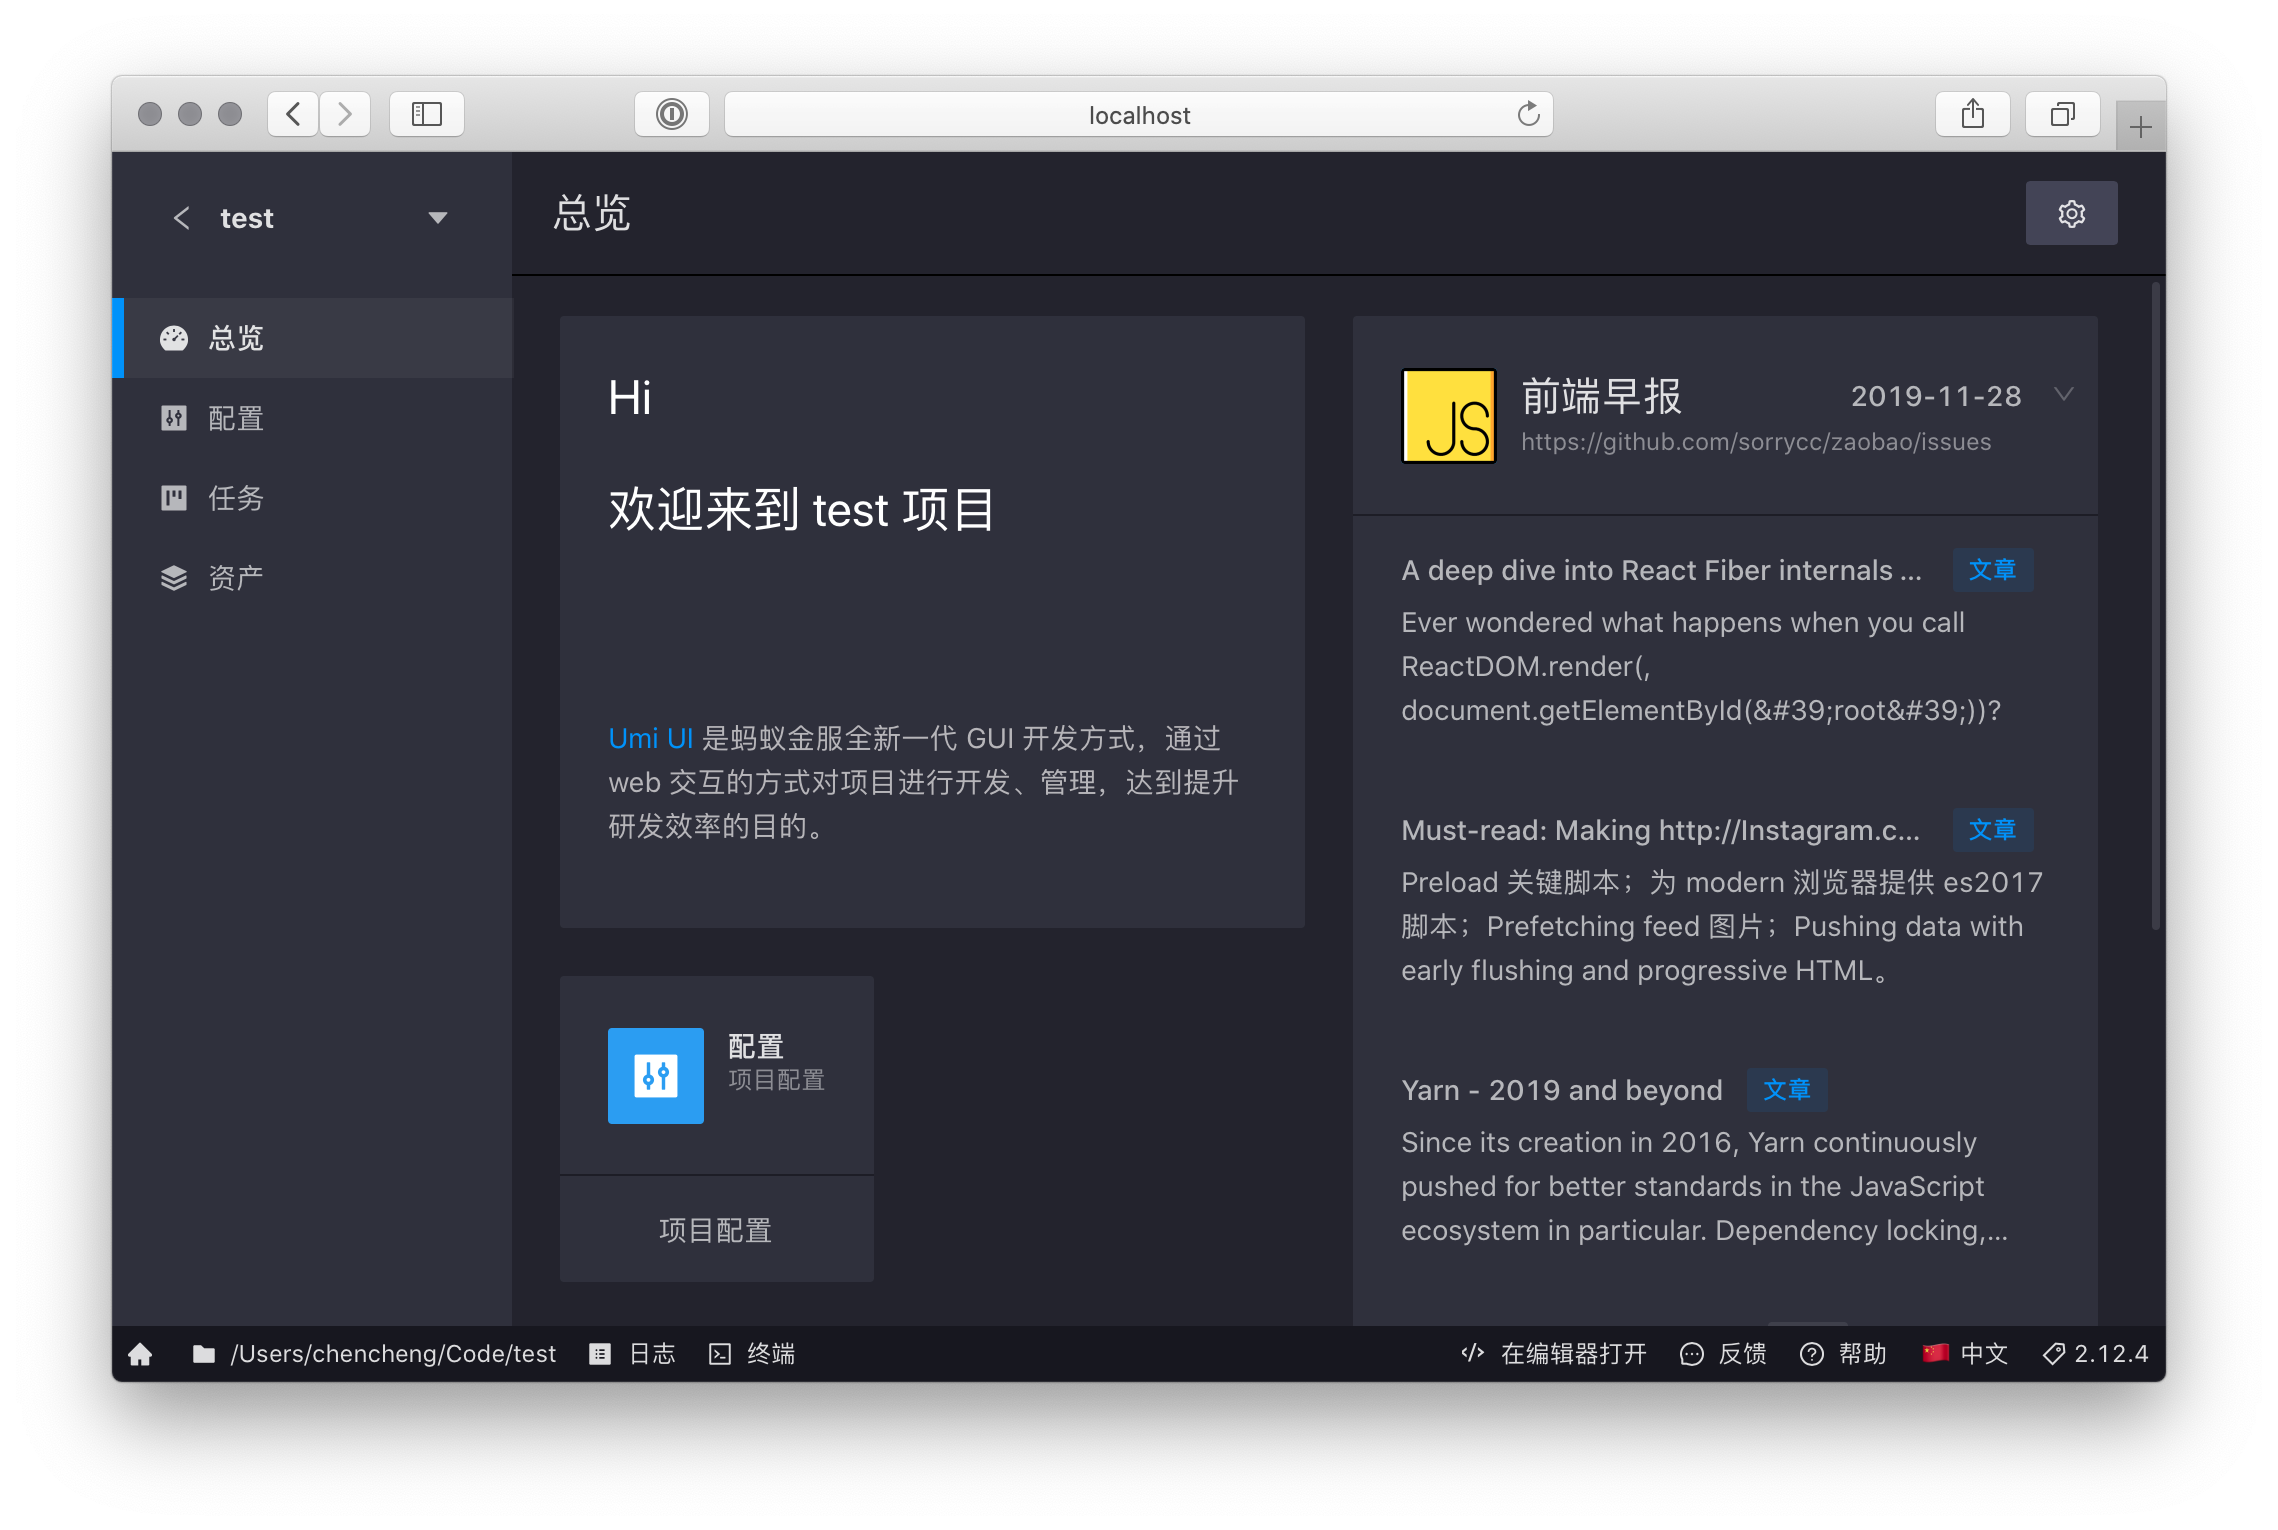 localhost
test
总览
配置
任务
资产
总览
Hi
欢迎来到 test 项目
Umi UI 是蚂蚁金服全新一代 GUI 开发方式，通过
web 交互的方式对项目进行开发、管理，达到提升
研发效率的目的。
配置
项目配置
项目配置
JS
前端早报
2019-11-28
https://github.com/sorrycc/zaobao/issues
A deep dive into React Fiber internals ... 文章
Ever wondered what happens when you call
ReactDOM.render(,
document.getElementById(&#39;root&#39;))?
Must-read: Making http://Instagram.c... 文章
Preload 关键脚本；为 modern 浏览器提供 es2017
脚本；Prefetching feed 图片；Pushing data with
early flushing and progressive HTML。
Yarn - 2019 and beyond 文章
Since its creation in 2016, Yarn continuously
pushed for better standards in the JavaScript
ecosystem in particular. Dependency locking,...
/Users/chencheng/Code/test 日志 终端 在编辑器打开 反馈 帮助 中文 2.12.4